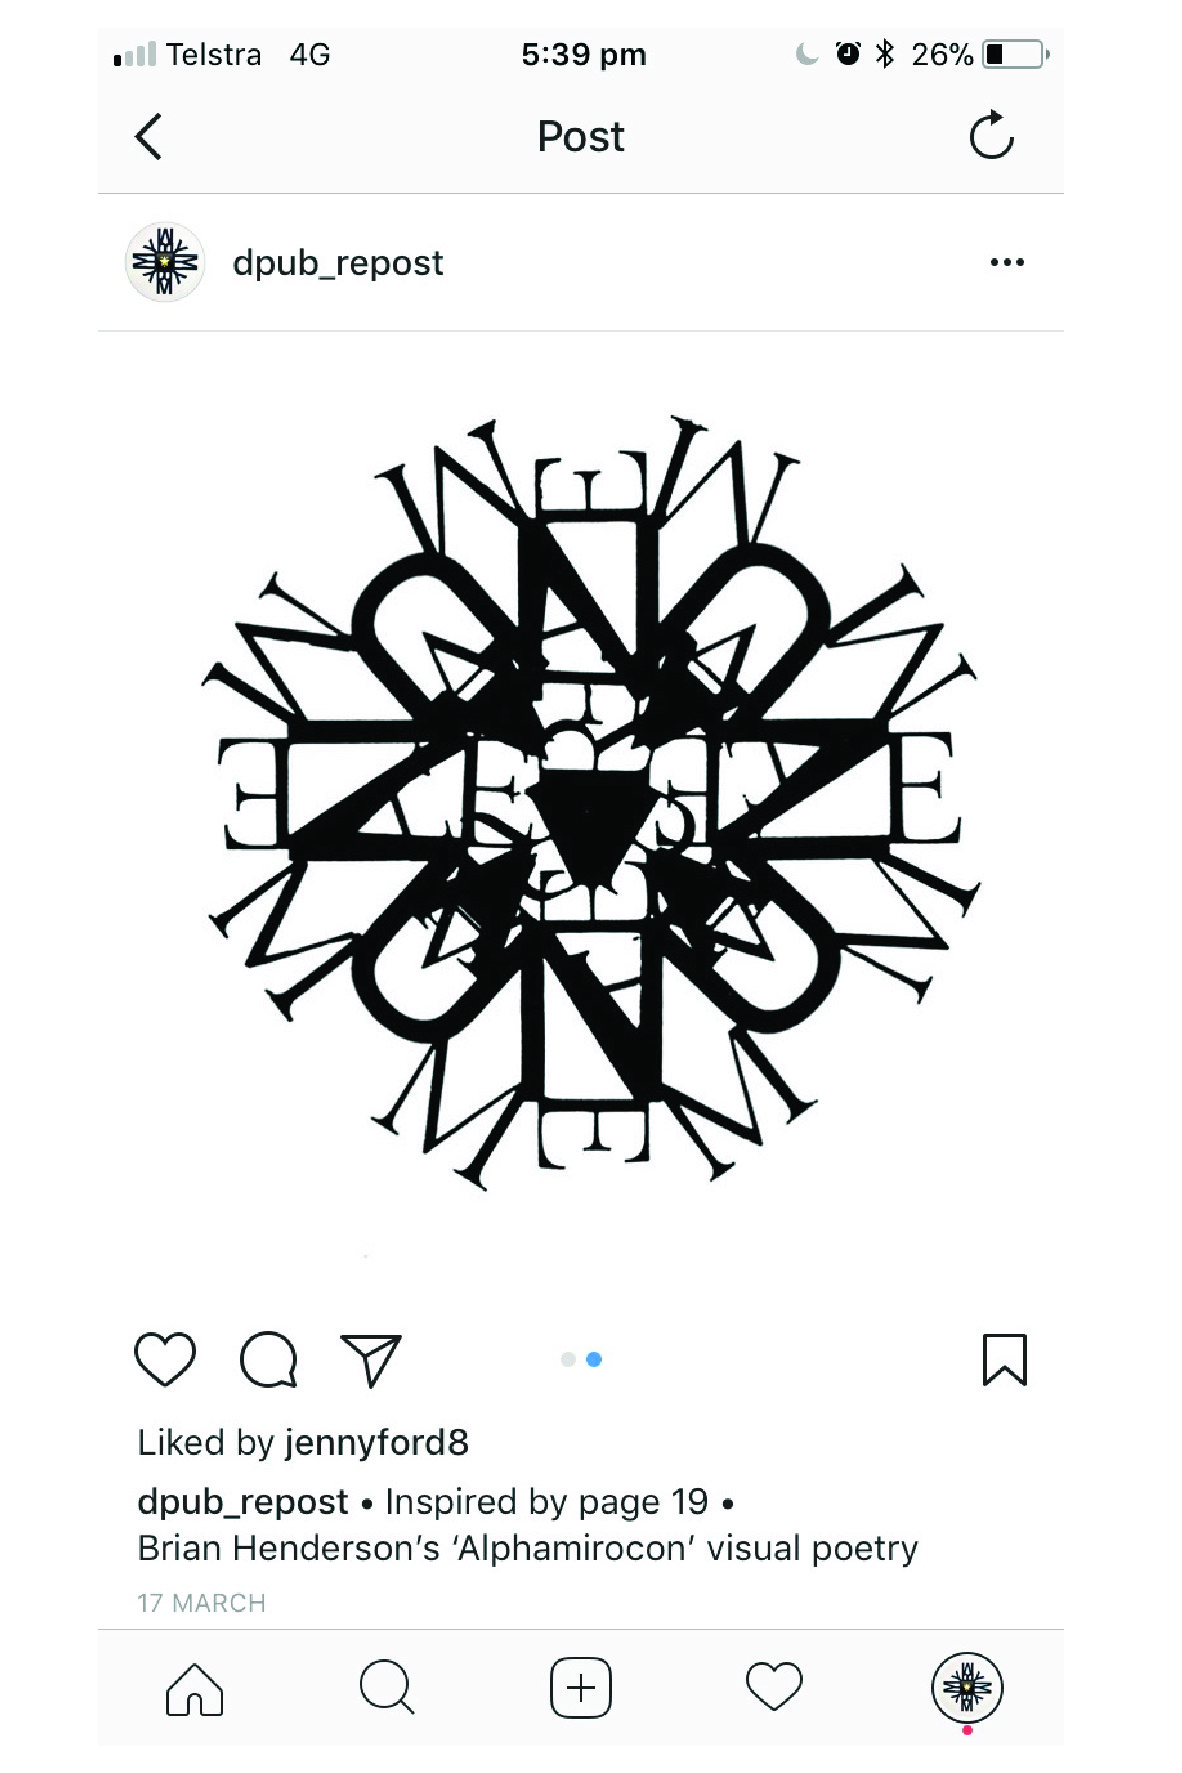 Telstra 4G 5:39 pm 26%
Post
dpub_repost
Liked by jennyford8
dpub_repost • Inspired by page 19 •
Brian Henderson's 'Alphamirocon' visual poetry
17 MARCH